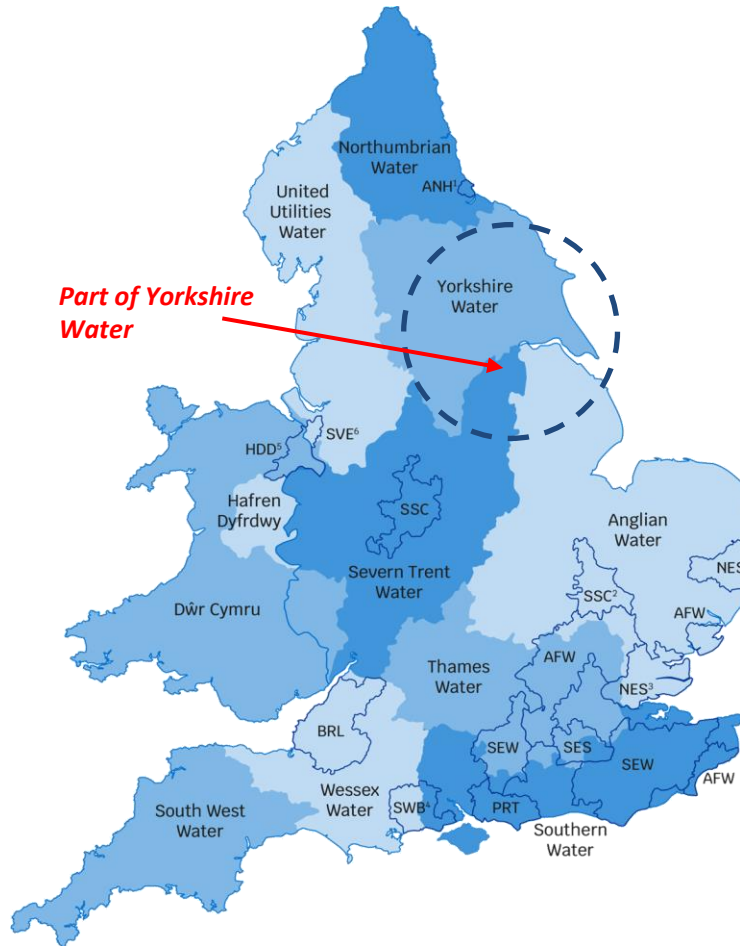 Northumbrian
Water
ANH¹
United
Utilities
Water
Yorkshire
Water
Part of Yorkshire
Water
SVE⁶
HDD⁵
Hafren
Dyfrdwy
SSC
Anglian
Water
NES
Severn Trent
Water
SSC²
AFW
Dŵr Cymru
Thames
Water
AFW
NES³
BRL
SEW
SES
SEW
AFW
Wessex
Water
SWB⁴
PRT
South West
Water
Southern
Water